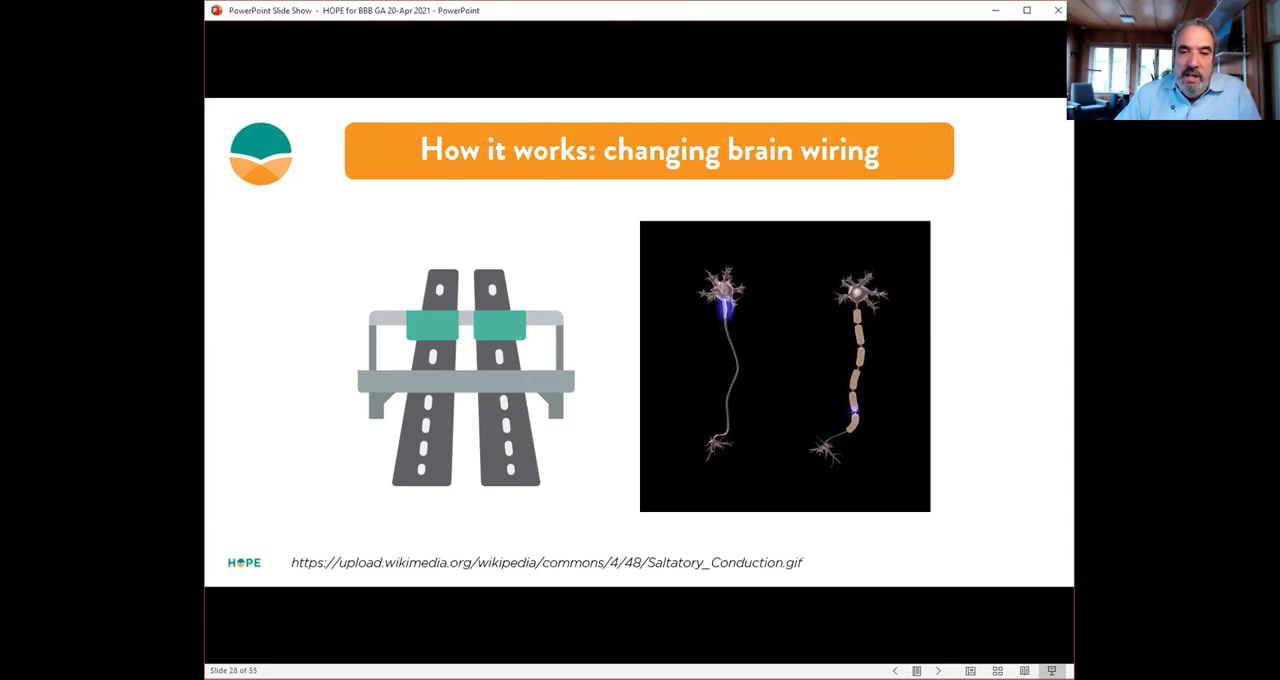 PowerPoint Slide Show - HOPE for BBB GA 20-Apr 2021 - PowerPoint
How it works: changing brain wiring
HOPE
https://upload.wikimedia.org/wikipedia/commons/4/48/Saltatory_Conduction.gif
Slide 28 of 55